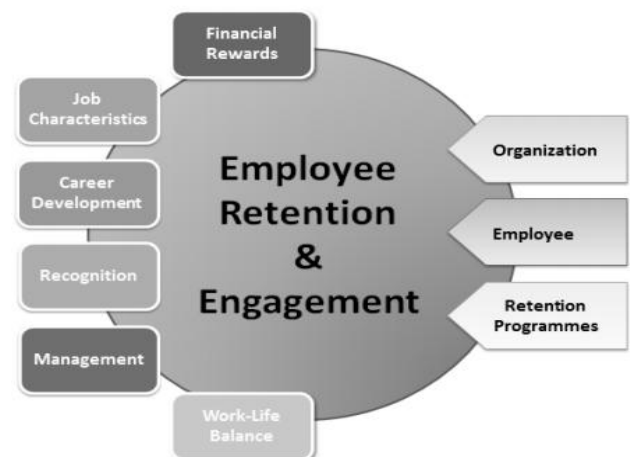 Financial
Rewards
Job
Characteristics
Career
Development
Recognition
Management
Work-Life
Balance
Employee
Retention
&
Engagement
Organization
Employee
Retention
Programmes